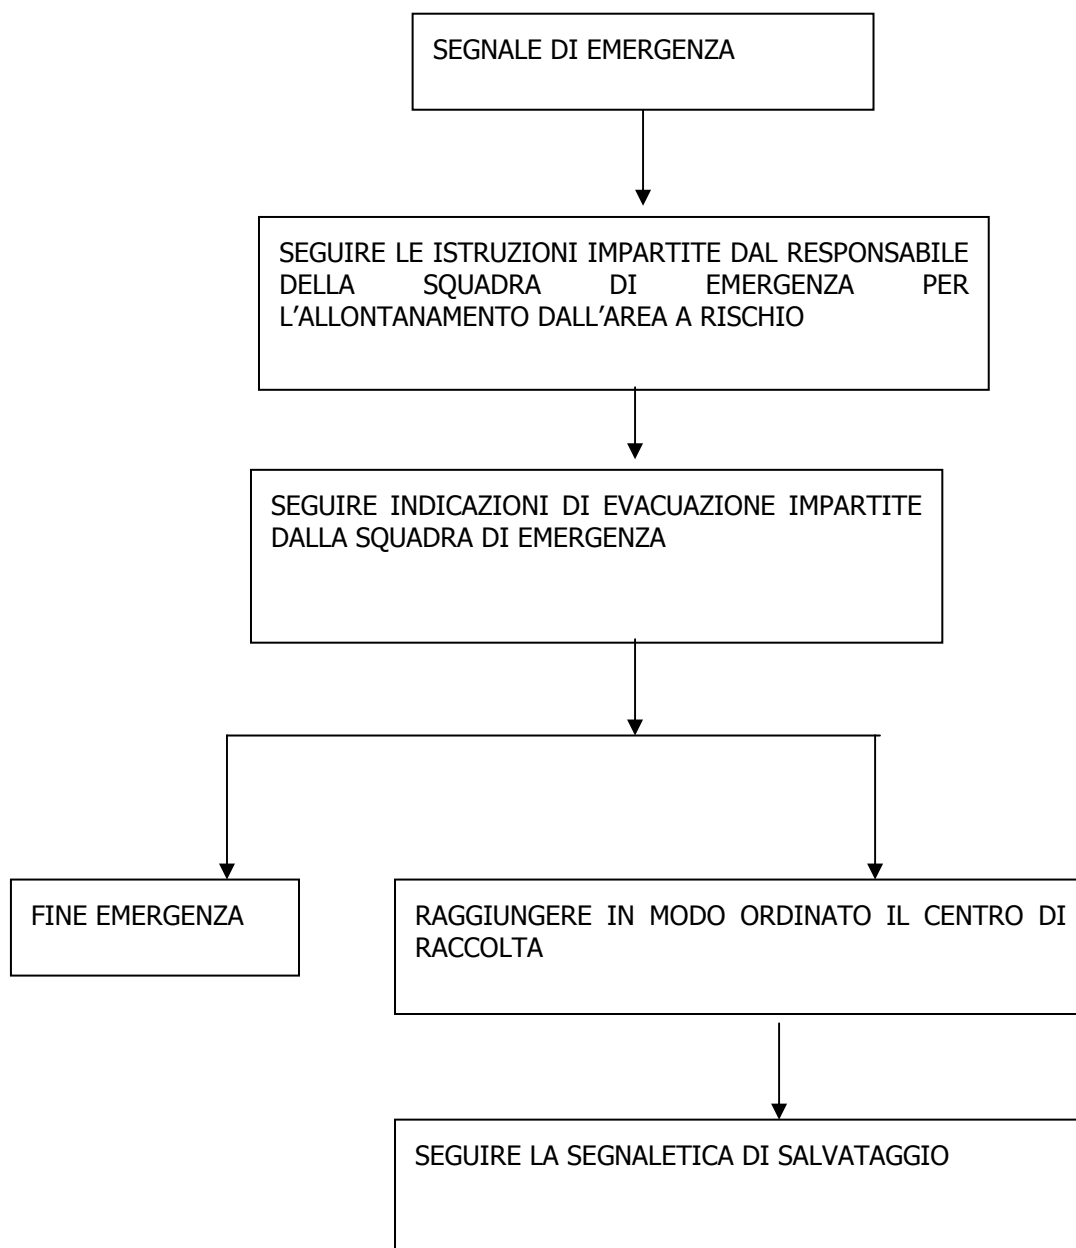 SEGNALE DI EMERGENZA
SEGUIRE LE ISTRUZIONI IMPARTITE DAL RESPONSABILE
DELLA SQUADRA DI EMERGENZA PER
L’ALLONTANAMENTO DALL’AREA A RISCHIO
SEGUIRE INDICAZIONI DI EVACUAZIONE IMPARTITE
DALLA SQUADRA DI EMERGENZA
FINE EMERGENZA
RAGGIUNGERE IN MODO ORDINATO IL CENTRO DI
RACCOLTA
SEGUIRE LA SEGNALETICA DI SALVATAGGIO